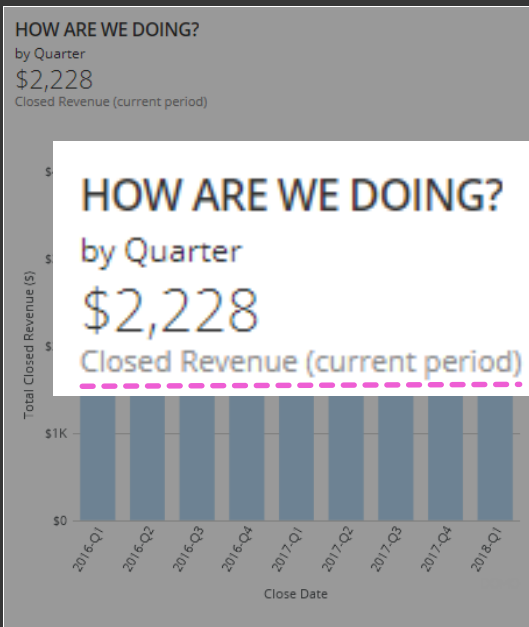 HOW ARE WE DOING?
by Quarter
$2,228
Closed Revenue (current period)
HOW ARE WE DOING?
by Quarter
$2,228
Closed Revenue (current period)
Total Closed Revenue ($)
$1K
$0
2016-Q1
2016-Q2
2016-Q3
2016-Q4
2017-Q1
2017-Q2
2017-Q3
2017-Q4
2018-Q1
Close Date